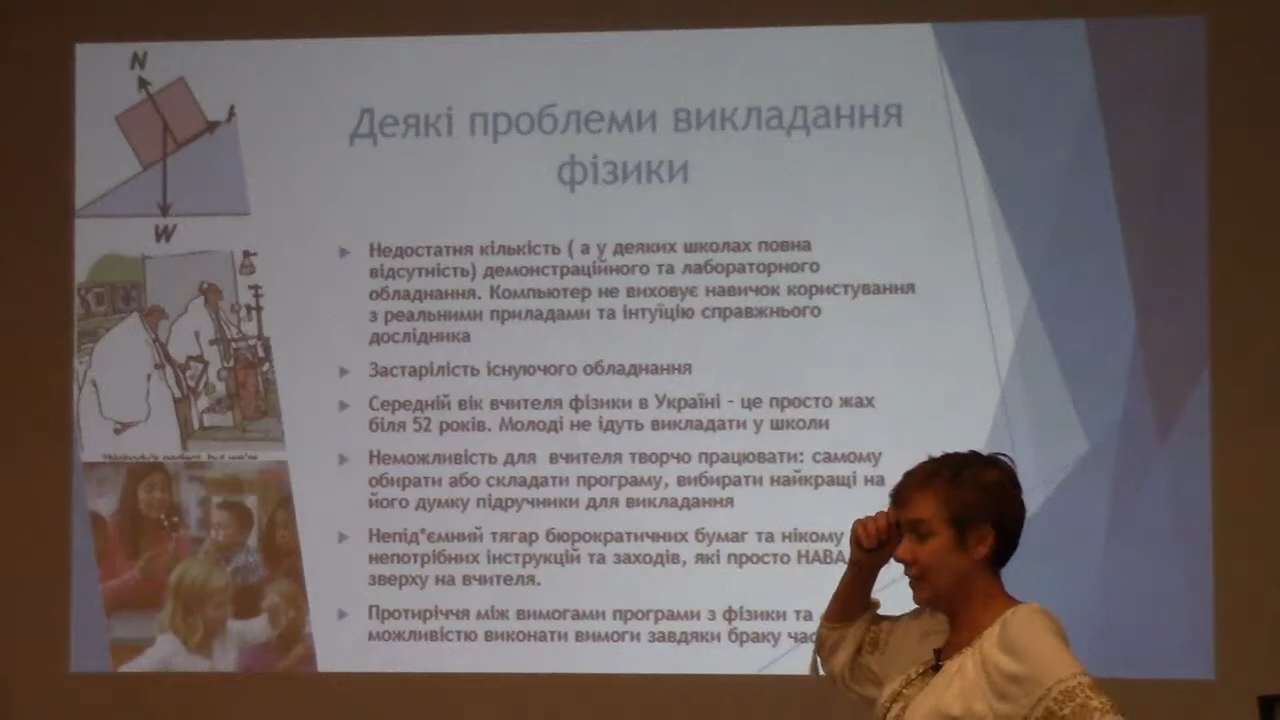 N
W
Деякі проблеми викладання
фізики
Недостатня кількість ( а у деяких школах повна
відсутність) демонстраційного та лабораторного
обладнання. Компьютер не виховує навичок користування
з реальними приладами та інтуїцію справжнього
дослідника
Застарілість існуючого обладнання
Середній вік вчителя фізики в Україні - це просто жах
біля 52 років. Молоді не ідуть викладати у школи
Неможливість для вчителя творчо працювати: самому
обирати або складати програму, вибирати найкращі на
його думку підручники для викладання
Непід*ємний тягар бюрократичних бумаг та нікому
непотрібних інструкцій та заходів, які просто НАВА
зверху на вчителя.
Протиріччя між вимогами програми з фізики та
можливістю виконати вимоги завдяки браку час